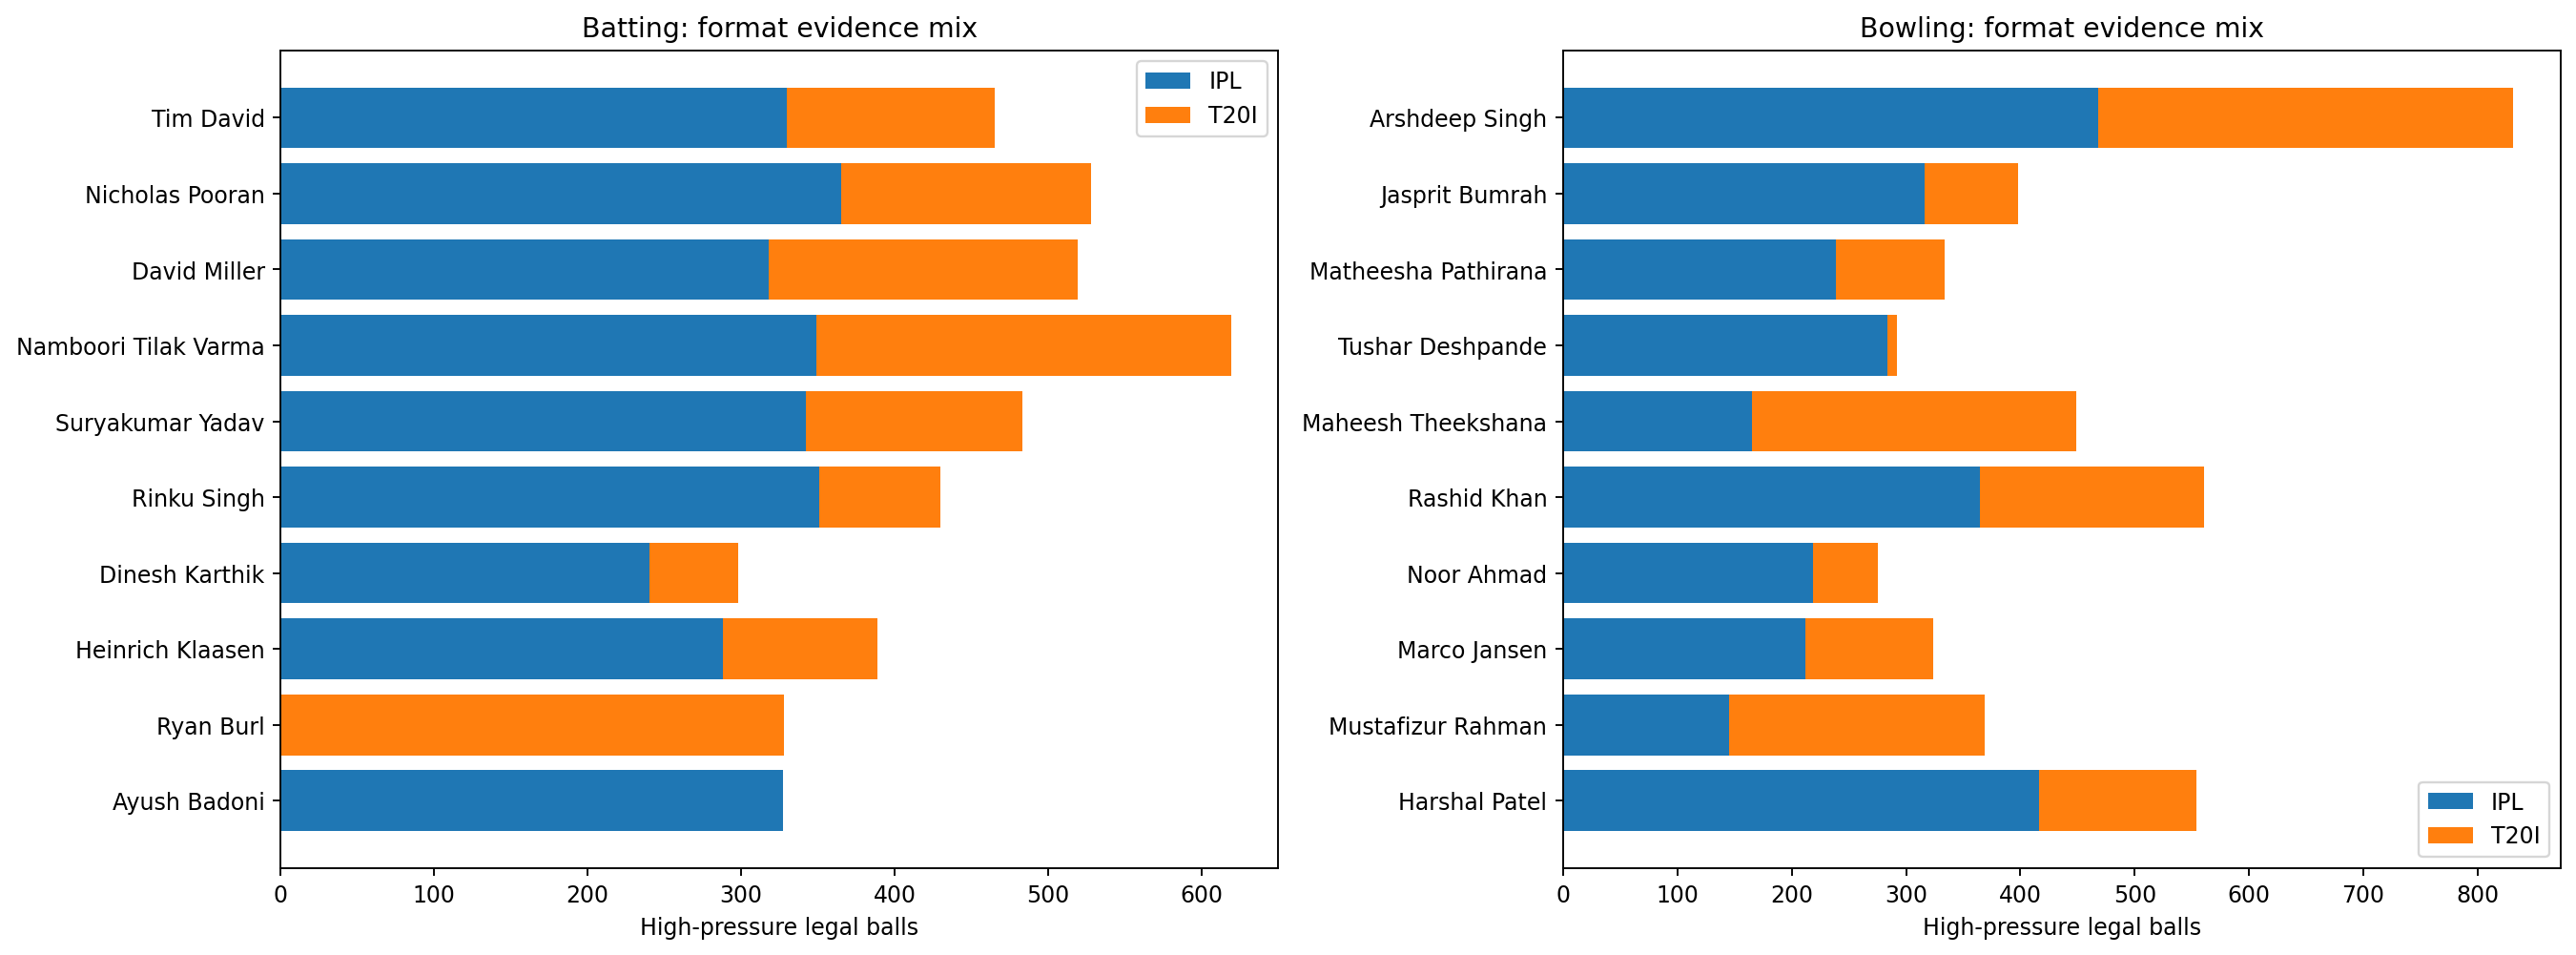 Batting: format evidence mix
IPL
T20I
Tim David
Nicholas Pooran
David Miller
Namboori Tilak Varma
Suryakumar Yadav
Rinku Singh
Dinesh Karthik
Heinrich Klaasen
Ryan Burl
Ayush Badoni
0 100 200 300 400 500 600
High-pressure legal balls
Bowling: format evidence mix
Arshdeep Singh
Jasprit Bumrah
Matheesha Pathirana
Tushar Deshpande
Maheesh Theekshana
Rashid Khan
Noor Ahmad
Marco Jansen
Mustafizur Rahman
Harshal Patel
IPL
T20I
0 100 200 300 400 500 600 700 800
High-pressure legal balls